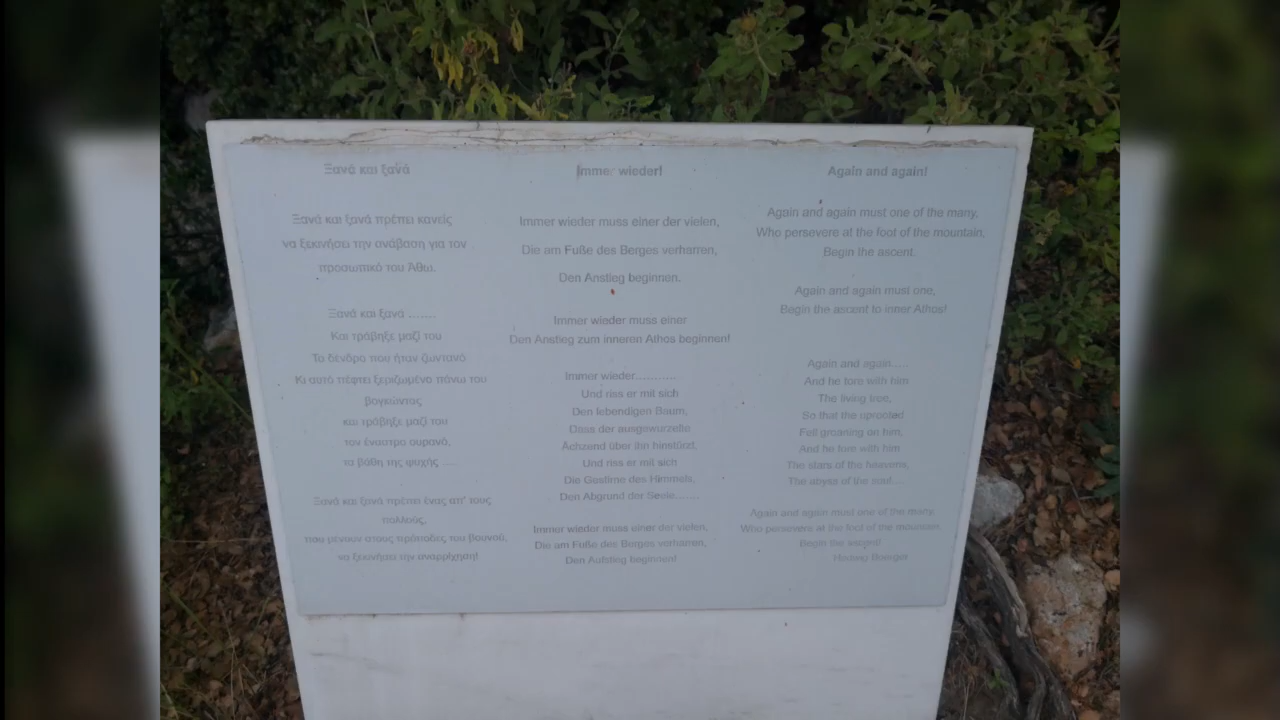 Ξανά και ξανά
Ξανά και ξανά πρέπει κανείς
να ξεκινήσει την ανάβαση για τον
προσωπικό του Άθω.
Ξανά και ξανά .......
Και τράβηξε μαζί του
Το δένδρο που ήταν ζωντανό
Κι αυτό πέφτει ξεριζωμένο πάνω του
βογκώντας
και τράβηξε μαζί του
τον έναστρο ουρανό,
τα βάθη της ψυχής ....
Ξανά και ξανά πρέπει ένας απ' τους
πολλούς,
που μένουν στους πρόποδες του βουνού,
να ξεκινήσει την αναρρίχηση!
Immer wieder!
Immer wieder muss einer der vielen,
Die am Fuße des Berges verharren,
Den Anstieg beginnen.
Immer wieder muss einer
Den Anstieg zum inneren Athos beginnen!
Immer wieder...........
Und riss er mit sich
Den lebendigen Baum,
Dass der ausgewurzelte
Ächzend über ihn hinstürzt,
Und riss er mit sich
Die Gestirne des Himmels,
Den Abgrund der Seele.......
Immer wieder muss einer der vielen,
Die am Fuße des Berges verharren,
Den Aufstieg beginnen!
Again and again!
Again and again must one of the many,
Who persevere at the foot of the mountain,
Begin the ascent.
Again and again must one,
Begin the ascent to inner Athos!
Again and again.....
And he tore with him
The living tree,
So that the uprooted
Fell groaning on him,
And he tore with him
The stars of the heavens,
The abyss of the soul....
Again and again must one of the many,
Who persevere at the foot of the mountain,
Begin the ascent!